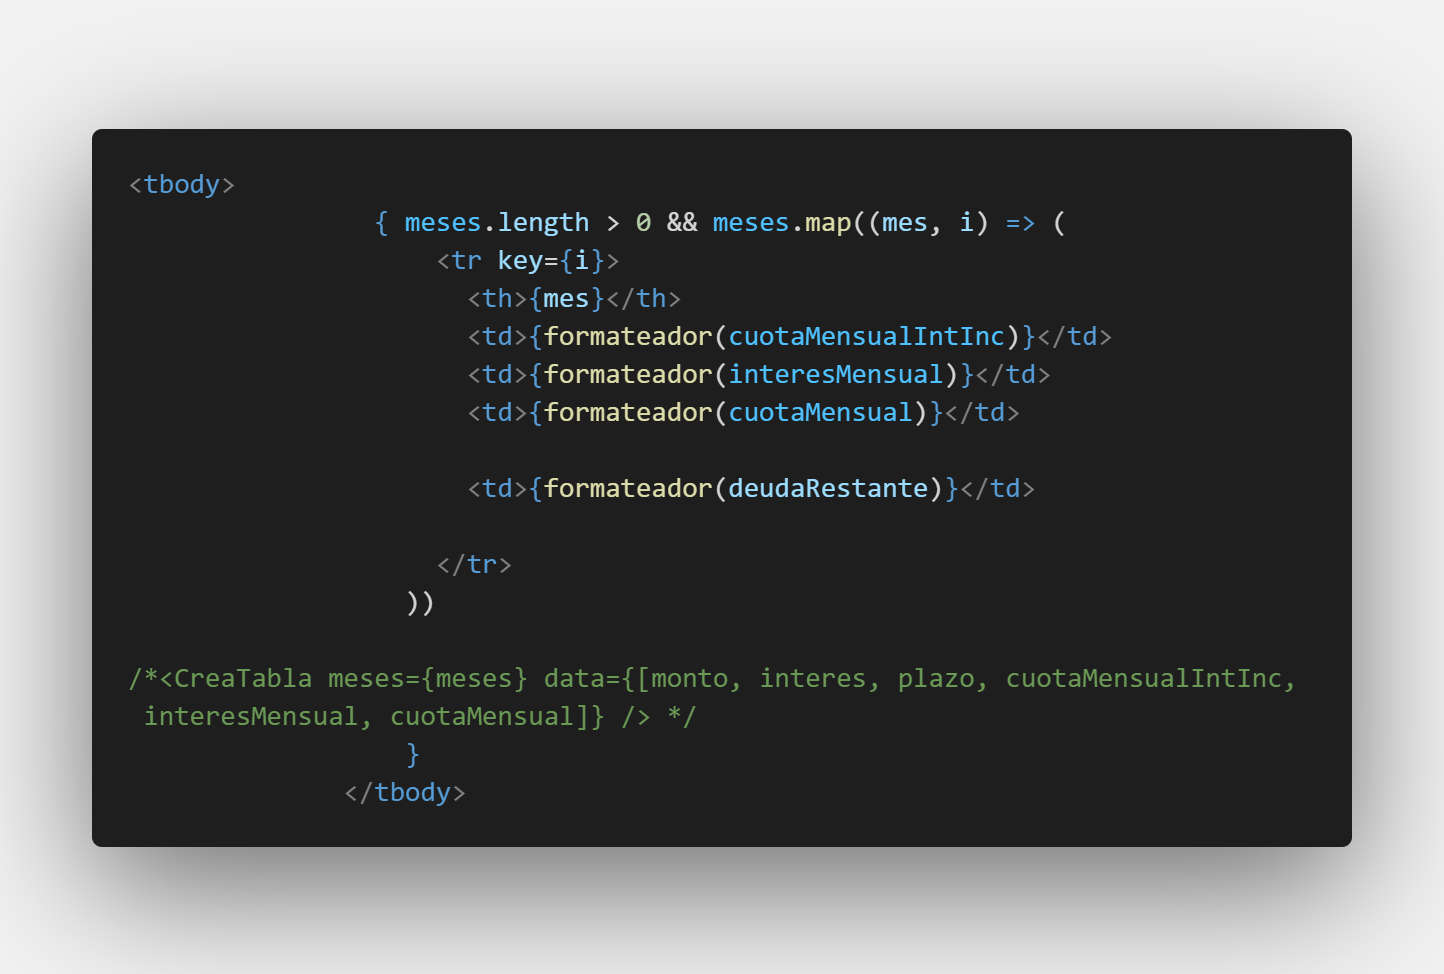 <tbody>
{ meses.length > 0 && meses.map((mes, i) => (
<tr key={i}>
<th>{mes}</th>
<td>{formateador(cuotaMensualIntInc)}</td>
<td>{formateador(interesMensual)}</td>
<td>{formateador(cuotaMensual)}</td>
<td>{formateador(deudaRestante)}</td>
</tr>
))
/*<CreaTabla meses={meses} data={[monto, interes, plazo, cuotaMensualIntInc,
interesMensual, cuotaMensual]} /> */
}
</tbody>